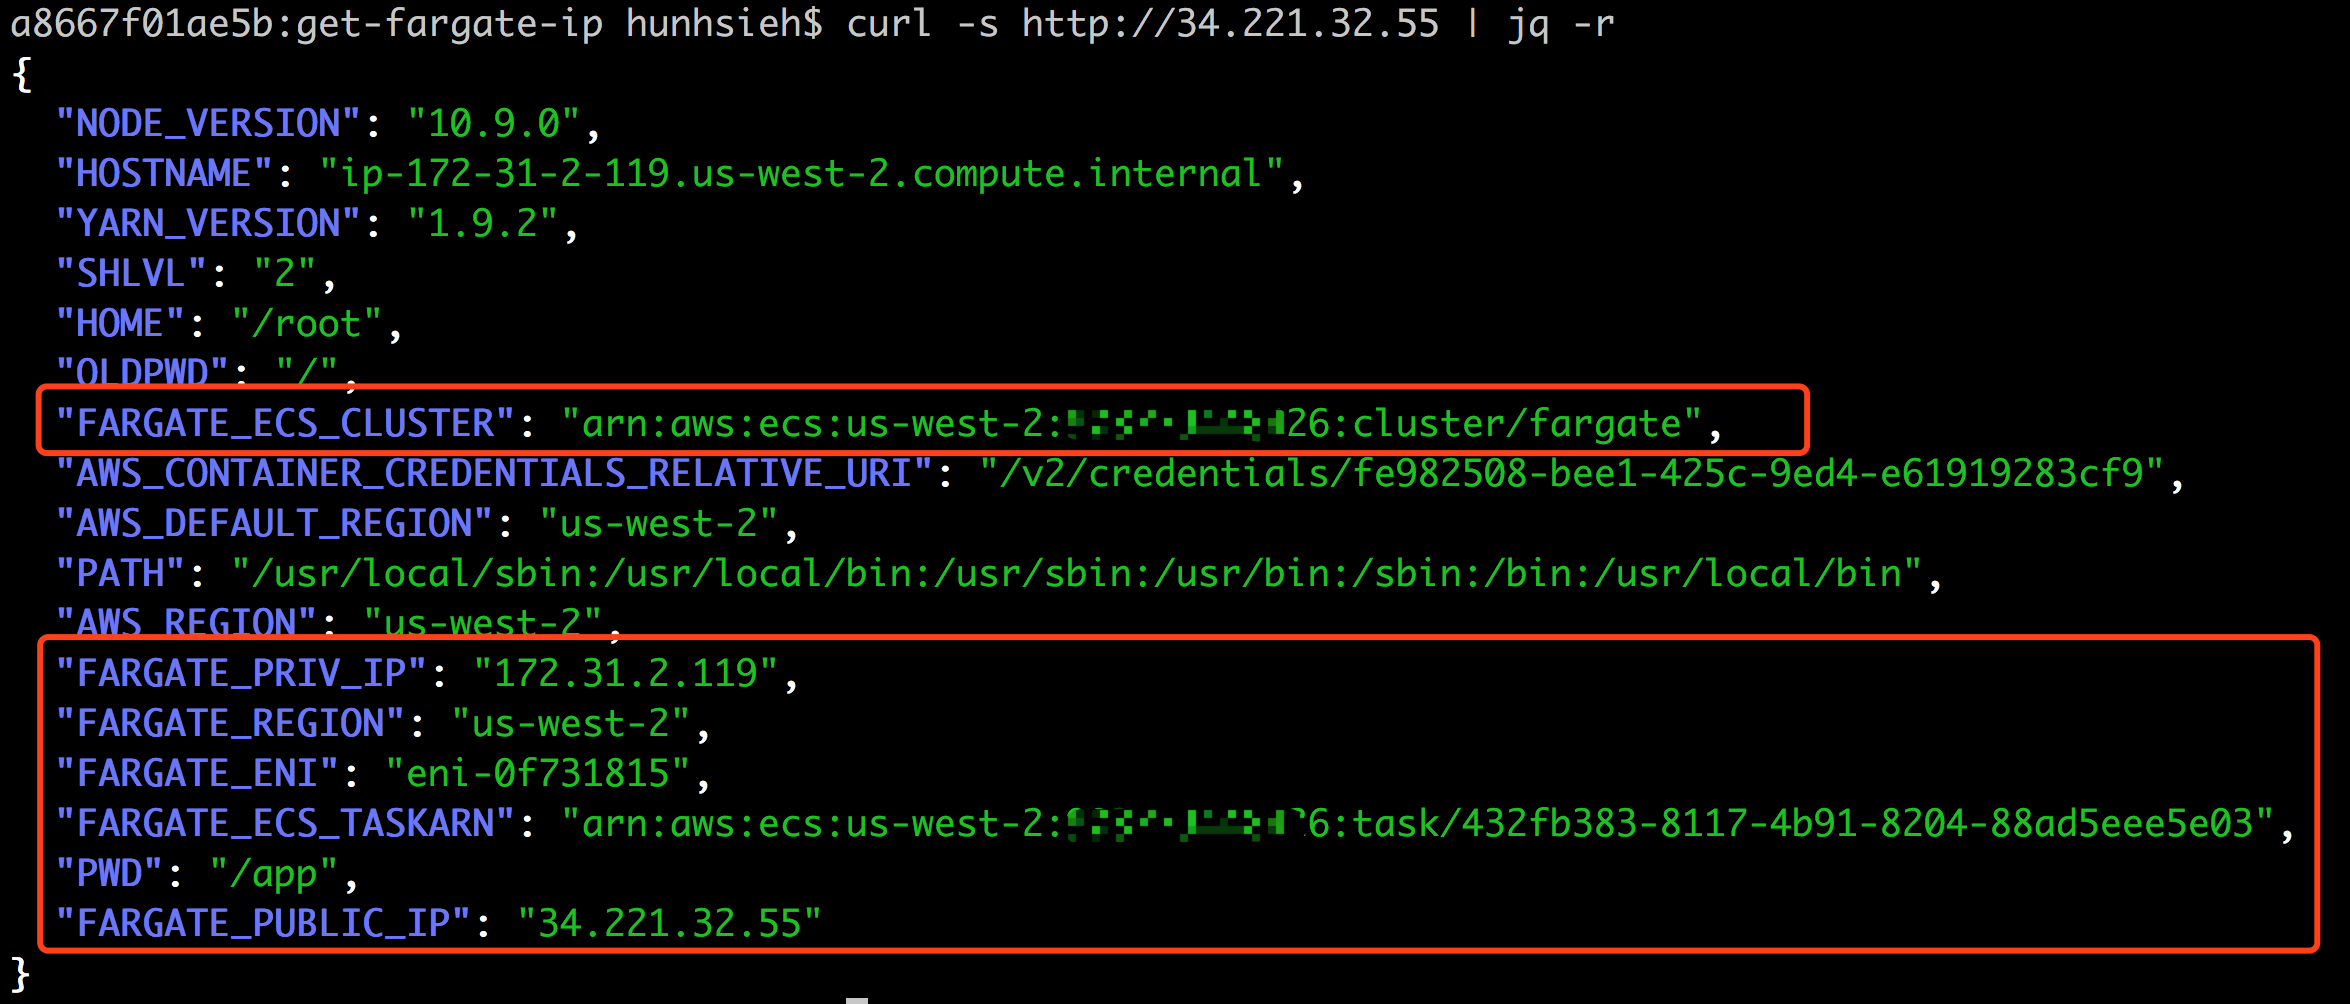 a8667f01ae5b:get-fargate-ip hunhsieh$ curl -s http://34.221.32.55 | jq -r
{
  "NODE_VERSION": "10.9.0",
  "HOSTNAME": "ip-172-31-2-119.us-west-2.compute.internal",
  "YARN_VERSION": "1.9.2",
  "SHLVL": "2",
  "HOME": "/root",
  "OLDPWD": "/",
  "FARGATE_ECS_CLUSTER": "arn:aws:ecs:us-west-2: 26:cluster/fargate",
  "AWS_CONTAINER_CREDENTIALS_RELATIVE_URI": "/v2/credentials/fe982508-bee1-425c-9ed4-e61919283cf9",
  "AWS_DEFAULT_REGION": "us-west-2",
  "PATH": "/usr/local/sbin:/usr/local/bin:/usr/sbin:/usr/bin:/sbin:/bin:/usr/local/bin",
  "AWS_REGION": "us-west-2",
  "FARGATE_PRIV_IP": "172.31.2.119",
  "FARGATE_REGION": "us-west-2",
  "FARGATE_ENI": "eni-0f731815",
  "FARGATE_ECS_TASKARN": "arn:aws:ecs:us-west-2: 6:task/432fb383-8117-4b91-8204-88ad5eee5e03",
  "PWD": "/app",
  "FARGATE_PUBLIC_IP": "34.221.32.55"
}